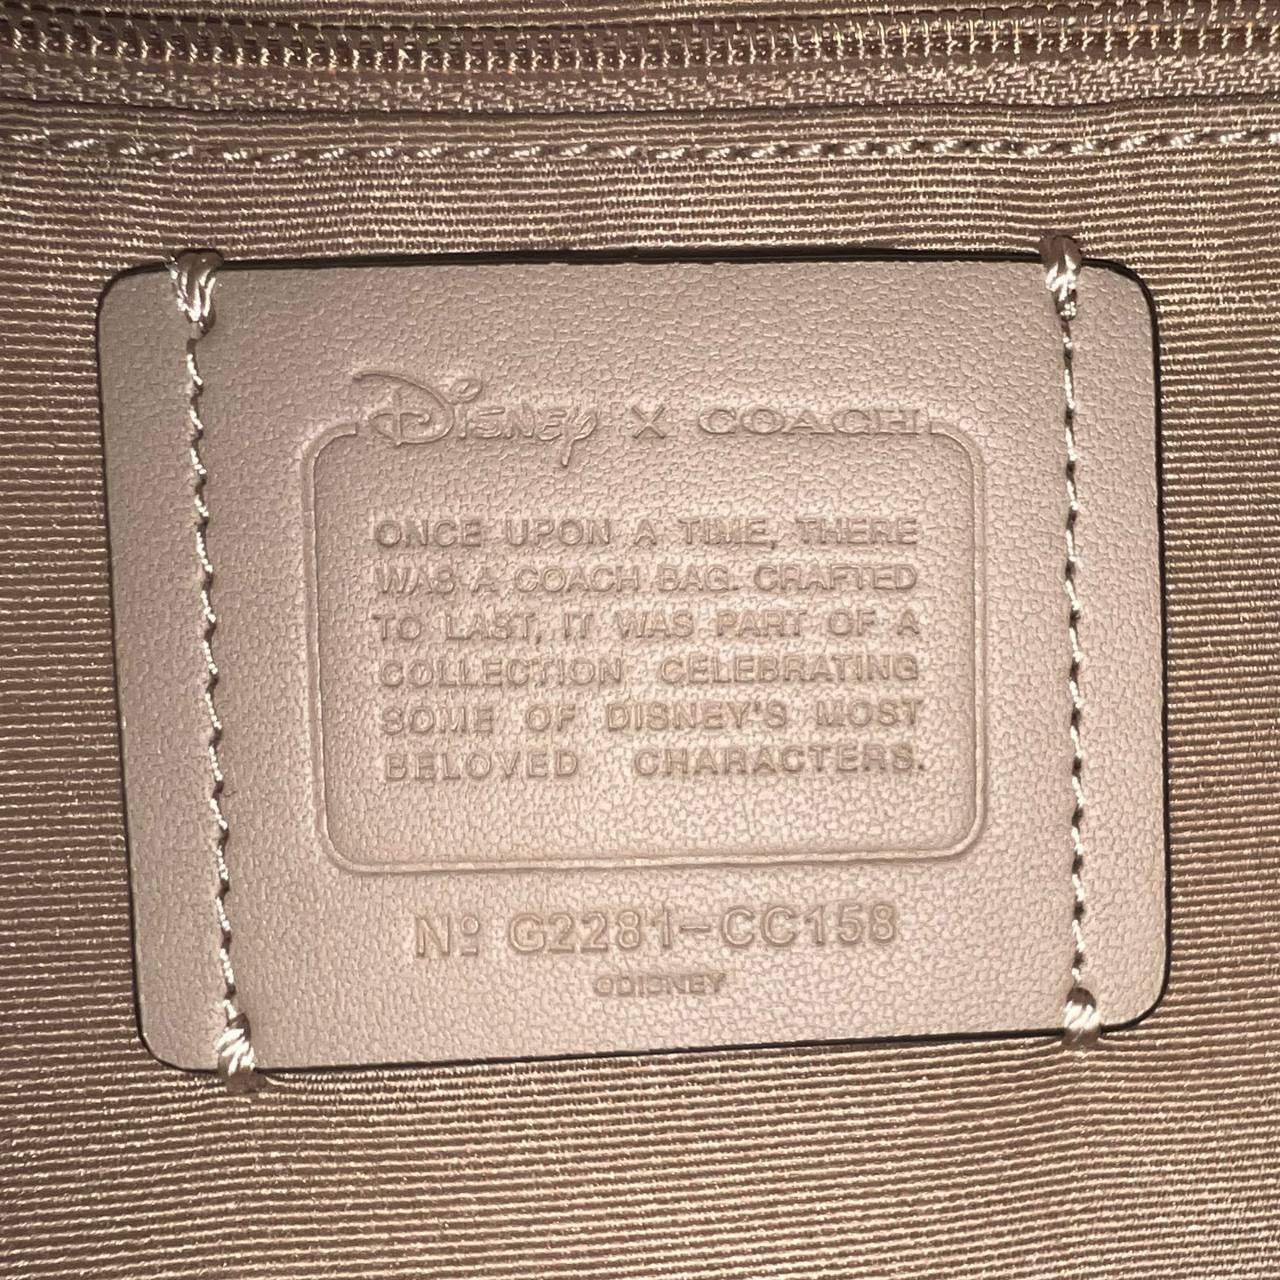 Disney X COACH
ONCE UPON A TIME, THERE
WAS A COACH BAG. CRAFTED
TO LAST, IT WAS PART OF A
COLLECTION CELEBRATING
SOME OF DISNEY'S MOST
BELOVED CHARACTERS.
Nº G2281-CC158
©DISNEY